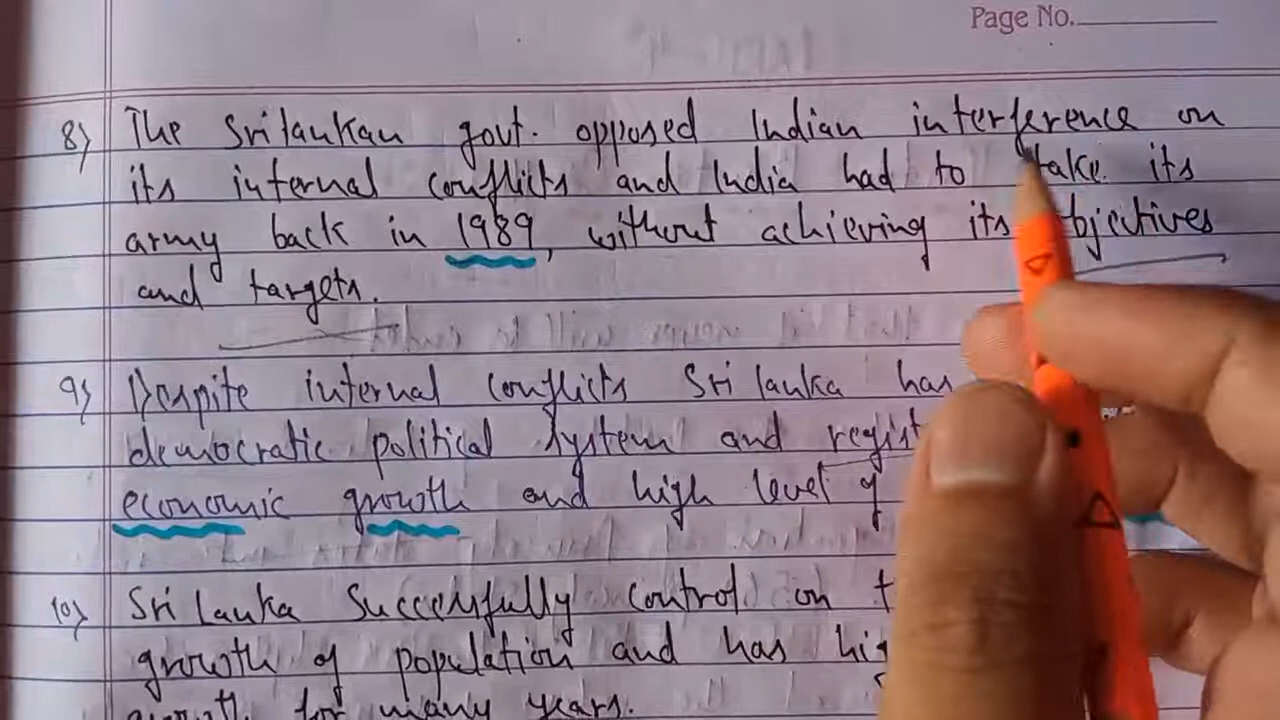 Page No.
8) The Srilankan govt. opposed Indian interference on
its internal conflicts and India had to take its
army back in 1989, without achieving its objectives
and targets.
9) Despite internal conflicts Sri lanka has
democratic political system and regist
economic growth and high level of
10) Sri Lanka Successfully control on t
growth of population and has hig
growth for many years.